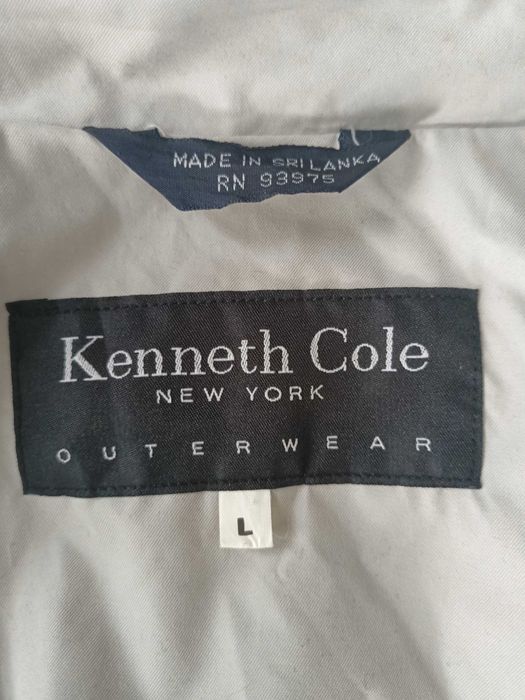 MADE IN SRI LANKA
RN 93975
Kenneth Cole
NEW YORK
OUTERWEAR
L